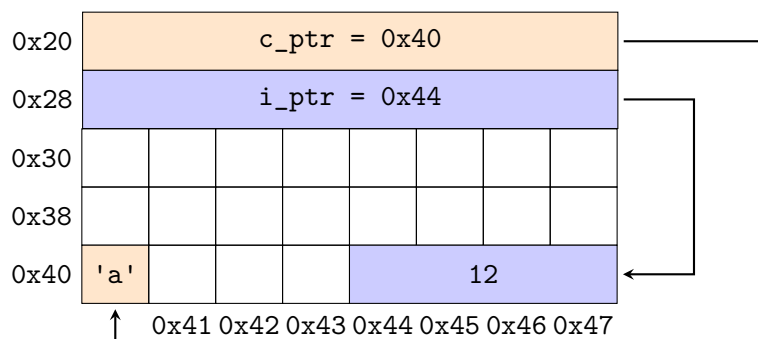 0x20 c_ptr = 0x40
0x28 i_ptr = 0x44
0x30
0x38
0x40 'a' 12
0x41 0x42 0x43 0x44 0x45 0x46 0x47